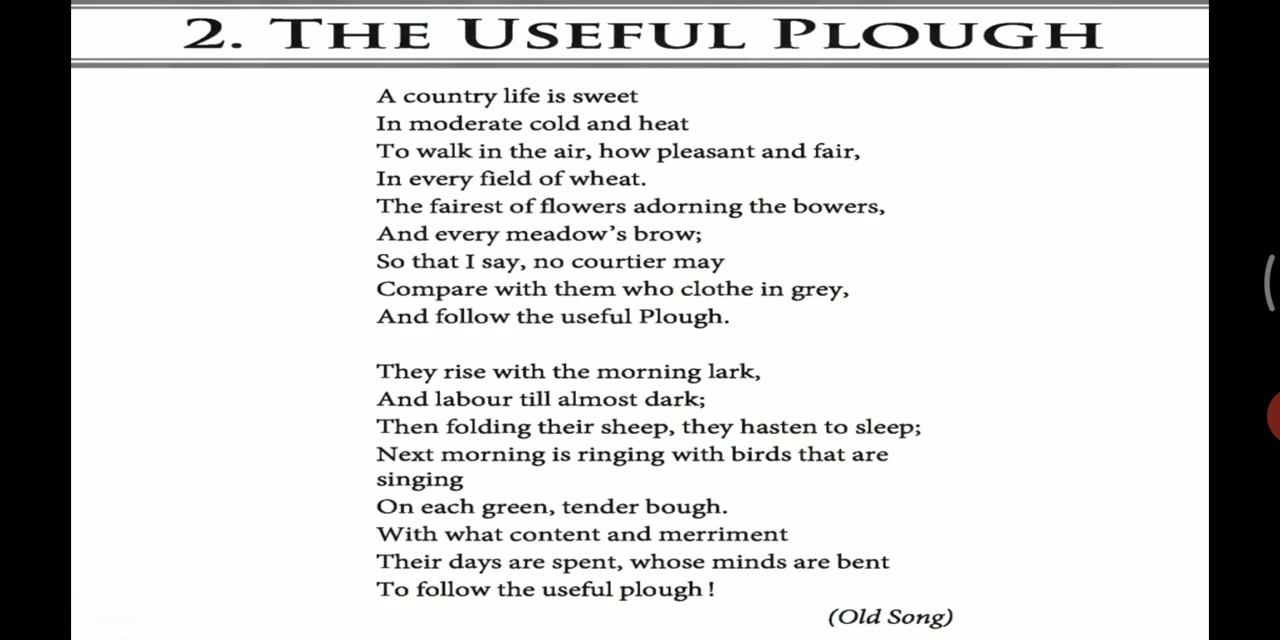 2. THE USEFUL PLOUGH
A country life is sweet
In moderate cold and heat
To walk in the air, how pleasant and fair,
In every field of wheat.
The fairest of flowers adorning the bowers,
And every meadow's brow;
So that I say, no courtier may
Compare with them who clothe in grey,
And follow the useful Plough.
They rise with the morning lark,
And labour till almost dark;
Then folding their sheep, they hasten to sleep;
Next morning is ringing with birds that are
singing
On each green, tender bough.
With what content and merriment
Their days are spent, whose minds are bent
To follow the useful plough !
(Old Song)